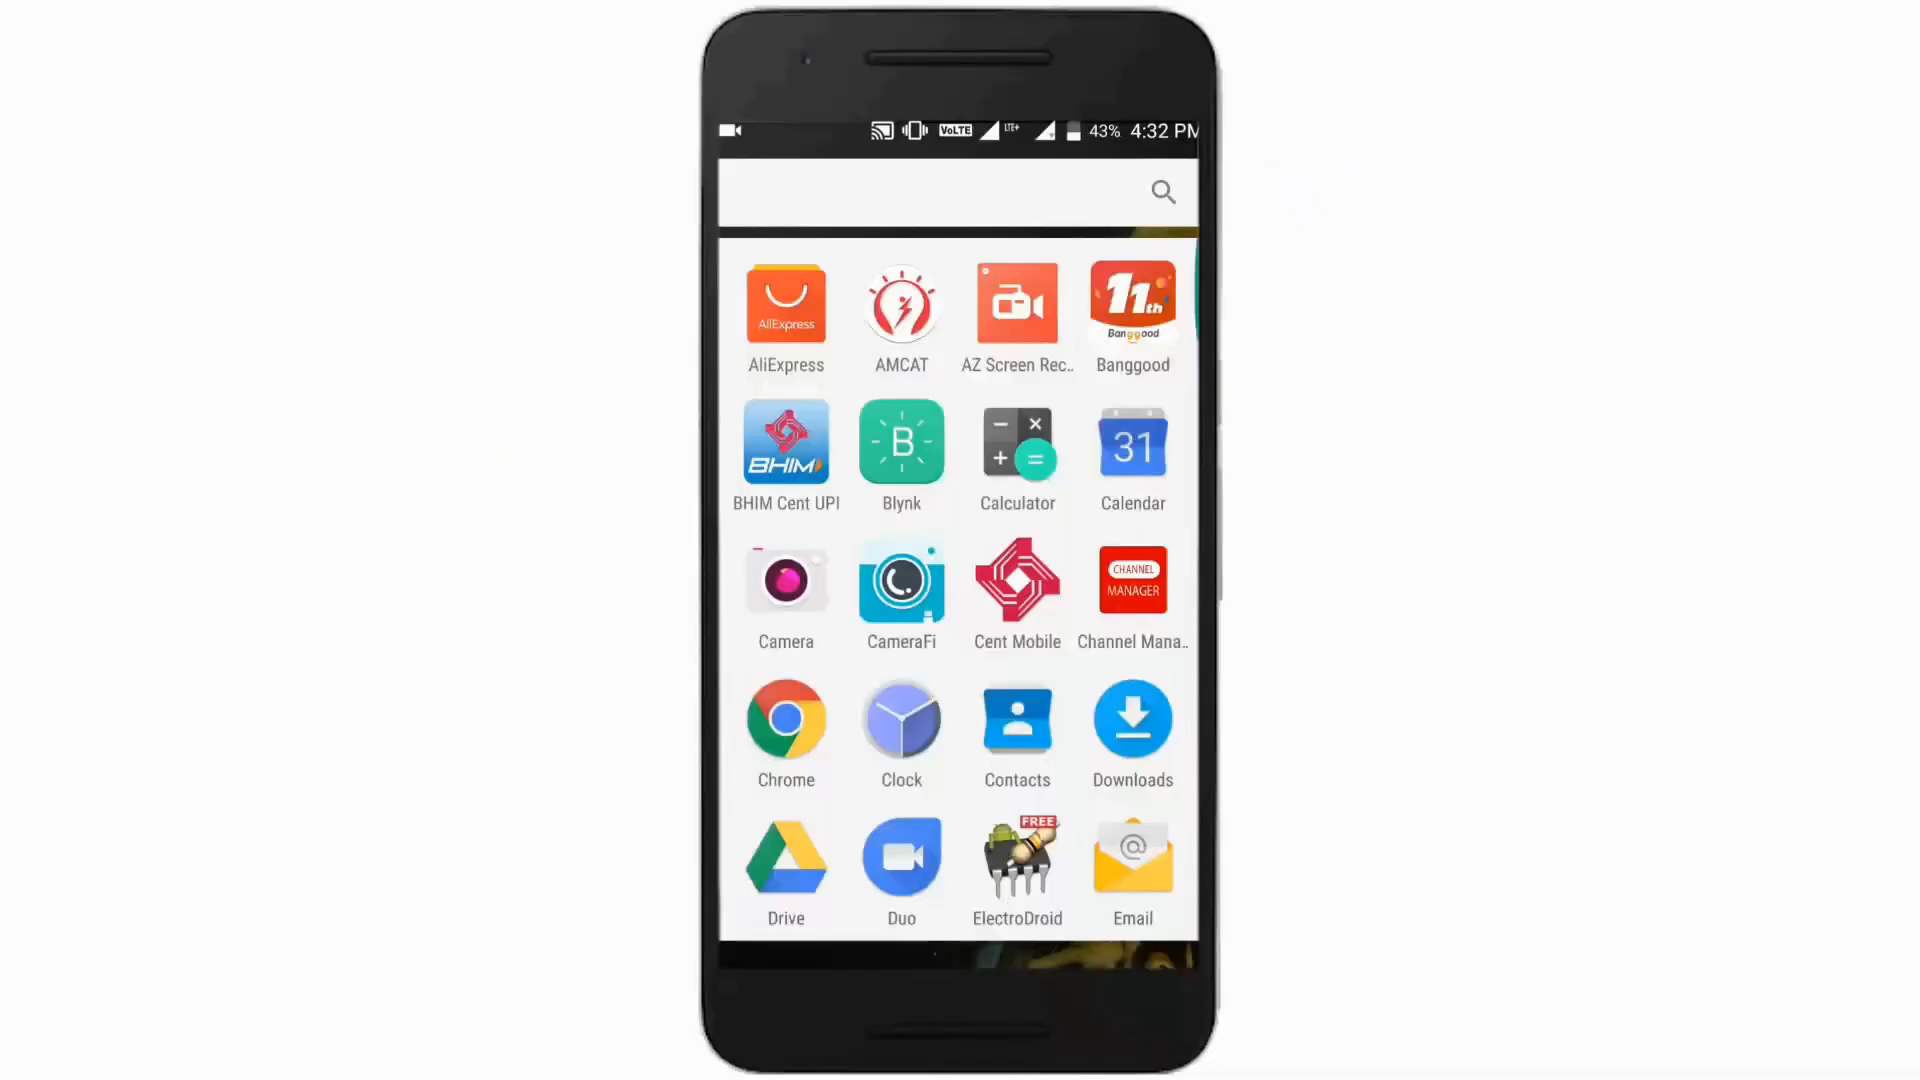 VoLTE LTE+ 43% 4:32 PM
AliExpress
11th
Banggood
AliExpress AMCAT AZ Screen Rec.. Banggood
BHIM B − × + = 31
BHIM Cent UPI Blynk Calculator Calendar
CHANNEL
MANAGER
Camera CameraFi Cent Mobile Channel Mana..
Chrome Clock Contacts Downloads
FREE @
Drive Duo ElectroDroid Email